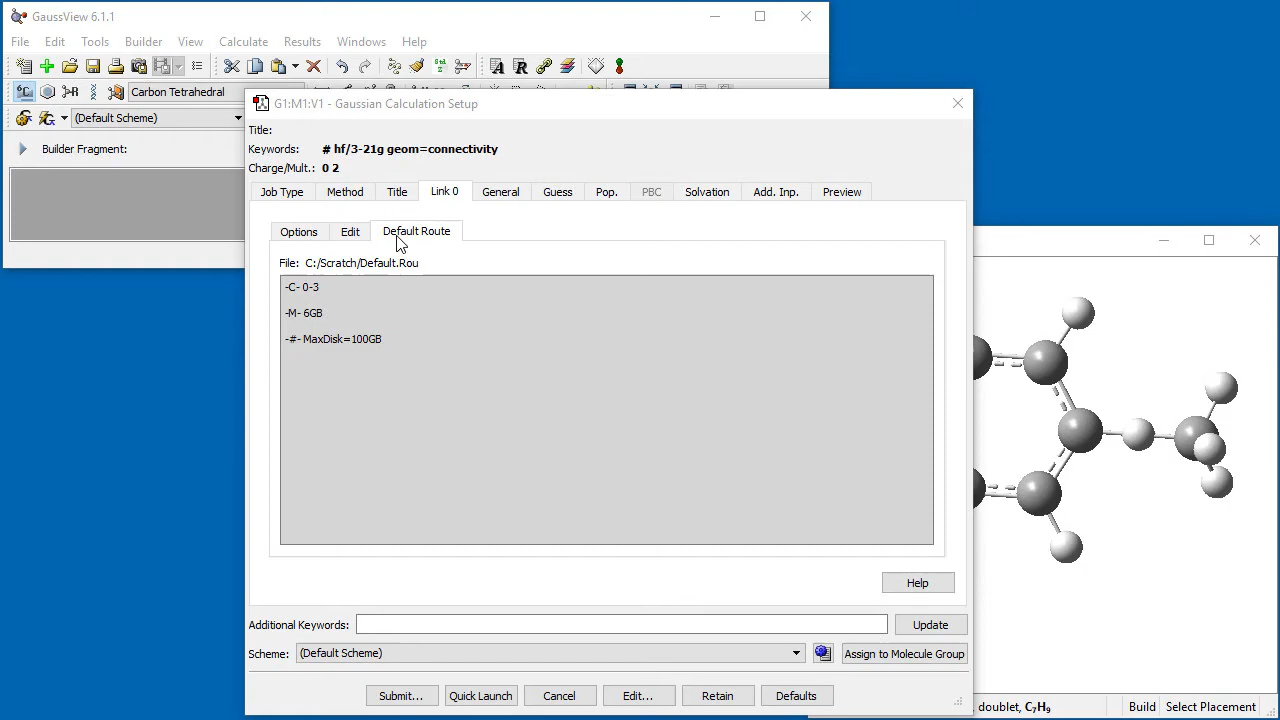 GaussView 6.1.1
File Edit Tools Builder View Calculate Results Windows Help
Carbon Tetrahedral
(Default Scheme)
Builder Fragment:
G1:M1:V1 - Gaussian Calculation Setup
Title:
Keywords: # hf/3-21g geom=connectivity
Charge/Mult.: 0 2
Job Type Method Title Link 0 General Guess Pop. PBC Solvation Add. Inp. Preview
Options Edit Default Route
File: C:/Scratch/Default.Rou
-C- 0-3
-M- 6GB
-#- MaxDisk=100GB
Help
Additional Keywords: Update
Scheme: (Default Scheme) Assign to Molecule Group
Submit... Quick Launch Cancel Edit... Retain Defaults
, doublet, C₇H₉ Build Select Placement